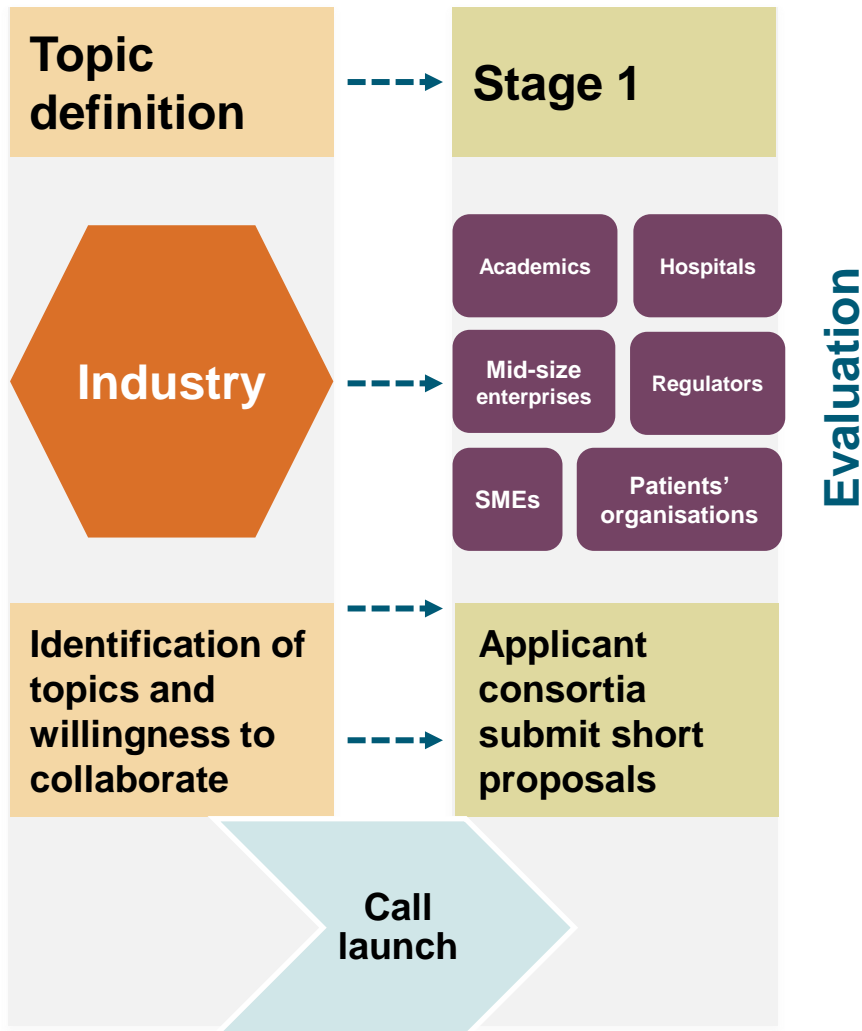 Topic
definition
Stage 1
Industry
Academics
Hospitals
Mid-size
enterprises
Regulators
SMEs
Patients’
organisations
Evaluation
Identification of
topics and
willingness to
collaborate
Applicant
consortia
submit short
proposals
Call
launch